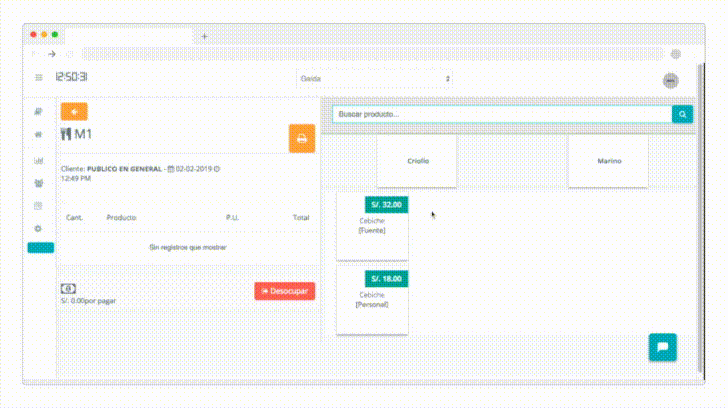 12:50:31
Gaida
Buscar producto...
M1
Cliente: PUBLICO EN GENERAL - 02-02-2019
12:49 PM
Cant. Producto P.U. Total
Sin registros que mostrar
S/. 0.00por pagar
Desocupar
Criollo
Marino
S/. 32.00
Cebiche
[Fuente]
S/. 18.00
Cebiche
[Personal]